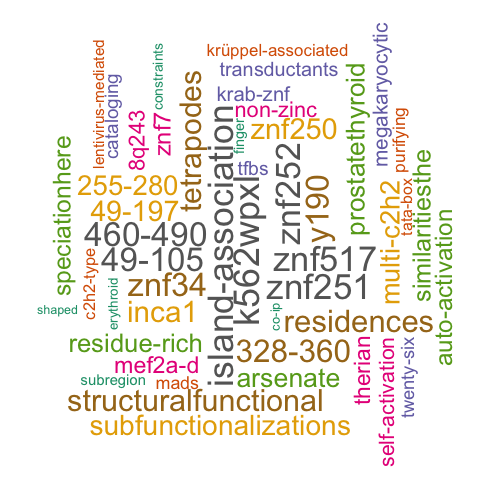 krüppel-associated
transductants
krab-znf
non-zinc
znf250
finger
tfbs
lentivirus-mediated
cataloging
constraints
8q243
znf7
tetrapodes
island-association
k562wpxl
znf252
y190
prostatethyroid
megakaryocytic
purifying
tata-box
multi-c2h2
similaritiesthe
auto-activation
speciationhere
255-280
49-197
460-490
49-105
znf517
znf251
znf34
inca1
c2h2-type
erythroid
shaped
co-ip
residences
residue-rich
328-360
mef2a-d
arsenate
subregion
mads
therian
self-activation
twenty-six
structuralfunctional
subfunctionalizations